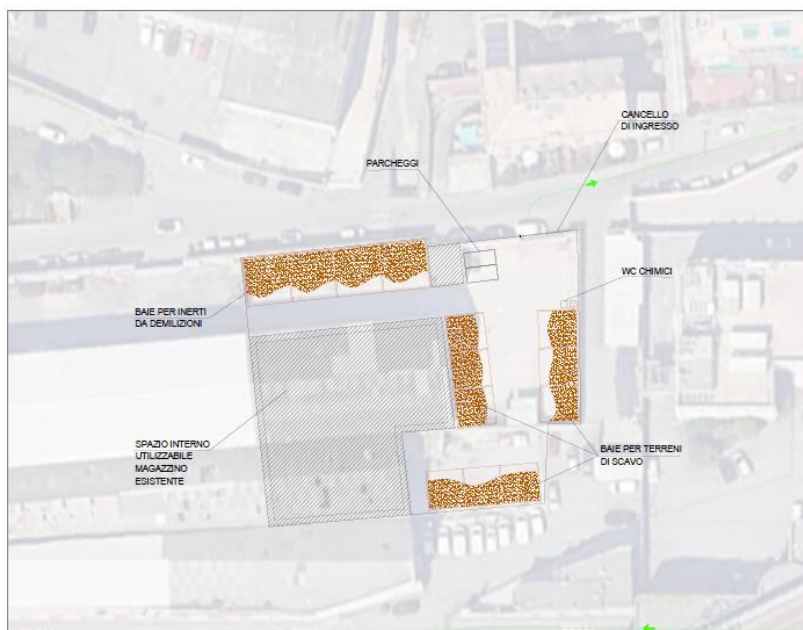 CANCELLO
DI INGRESSO
PARCHEGGI
WC CHIMICI
BAIE PER INERTI
DA DEMILIZIONI
SPAZIO INTERNO
UTILIZZABILE
MAGAZZINO
ESISTENTE
BAIE PER TERRENI
DI SCAVO